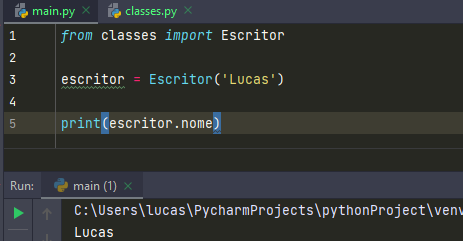 main.py classes.py
1 from classes import Escritor
2
3 escritor = Escritor('Lucas')
4
5 print(escritor.nome)
Run: main (1)
C:\Users\lucas\PycharmProjects\pythonProject\venv
Lucas